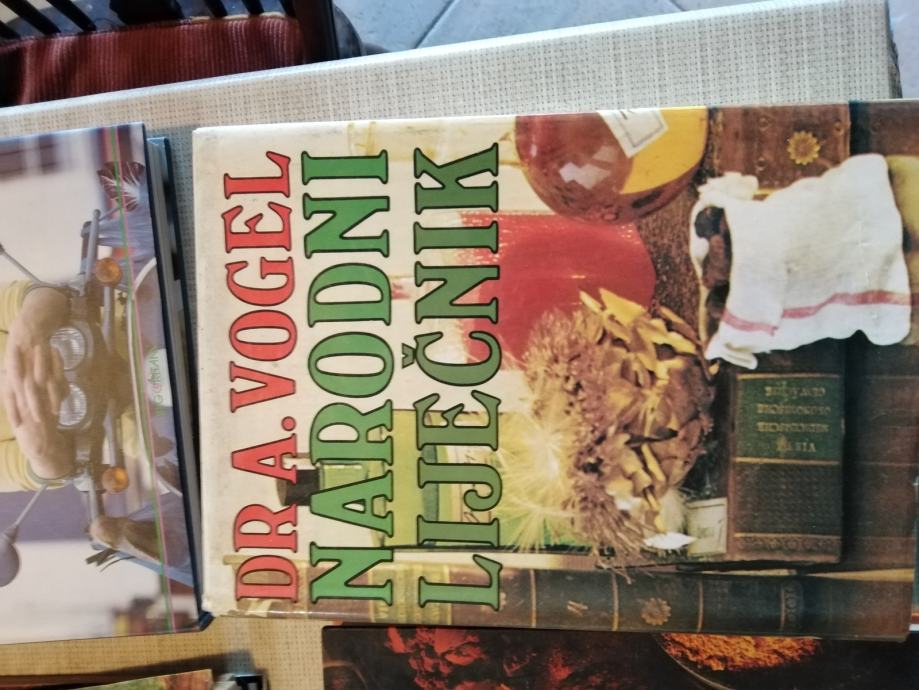 DR A. VOGEL
NARODNI
LIJEČNIK